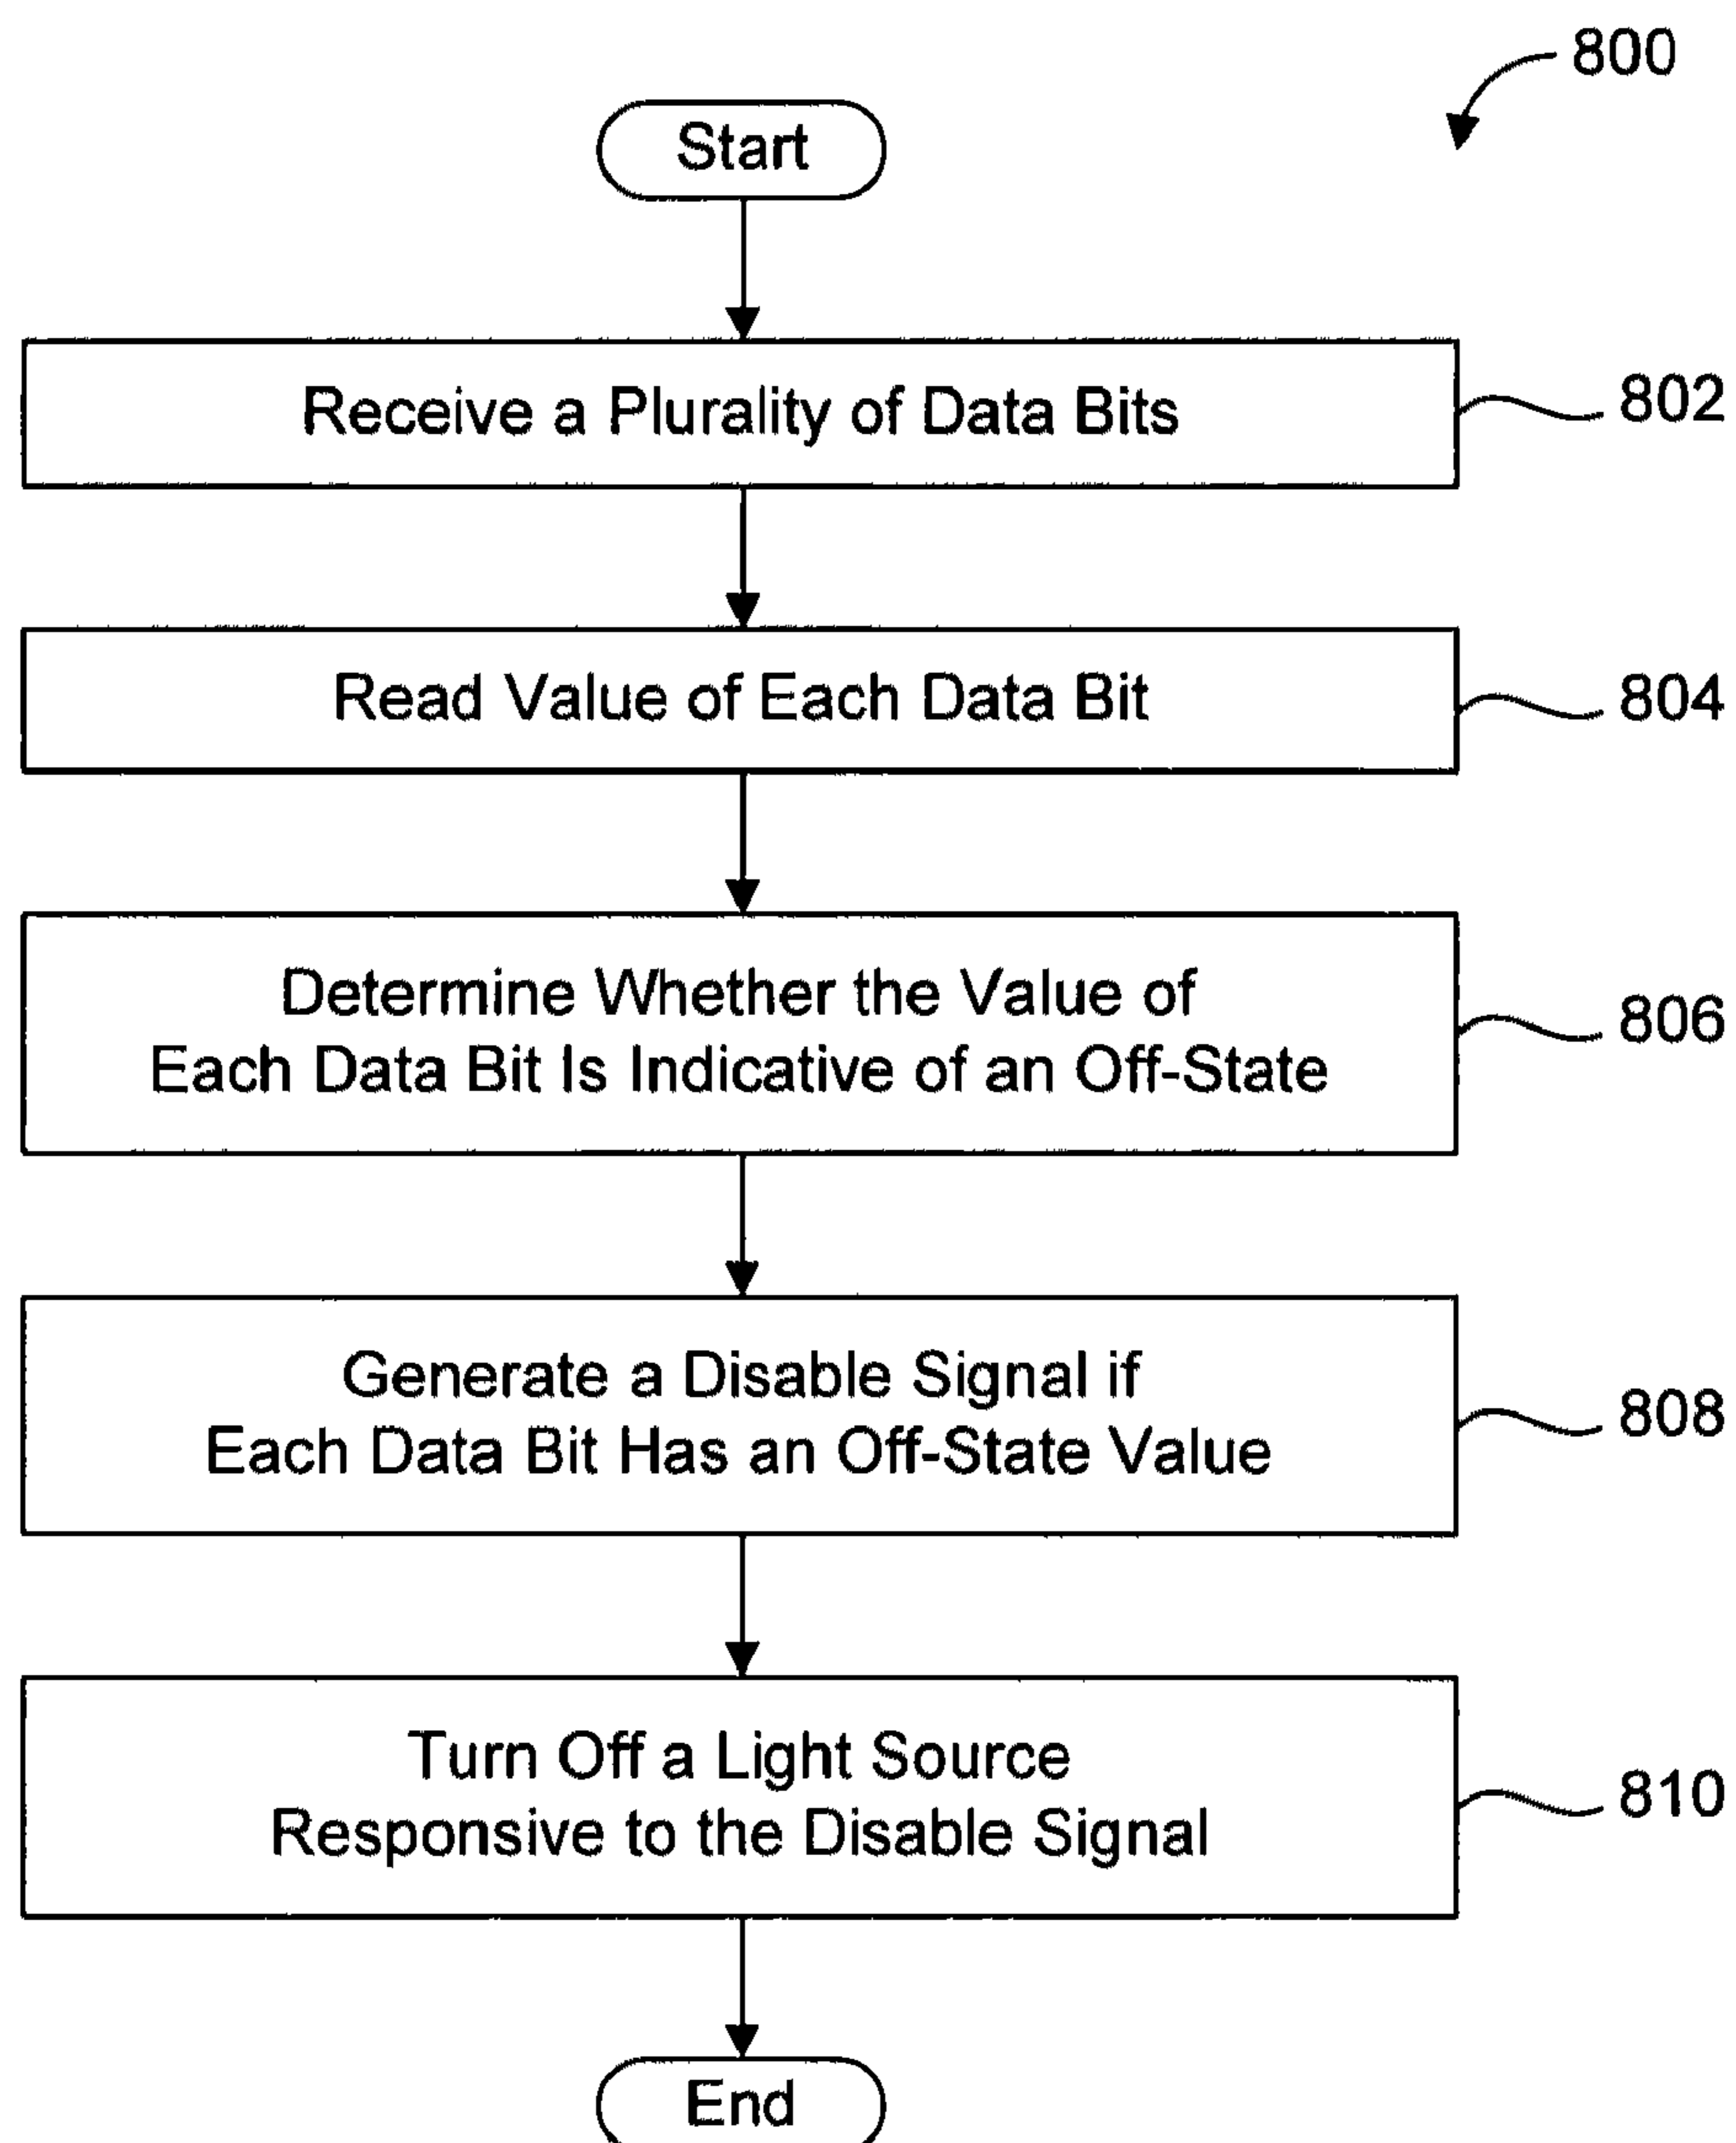 800
Start
Receive a Plurality of Data Bits
802
Read Value of Each Data Bit
804
Determine Whether the Value of
Each Data Bit Is Indicative of an Off-State
806
Generate a Disable Signal if
Each Data Bit Has an Off-State Value
808
Turn Off a Light Source
Responsive to the Disable Signal
810
End